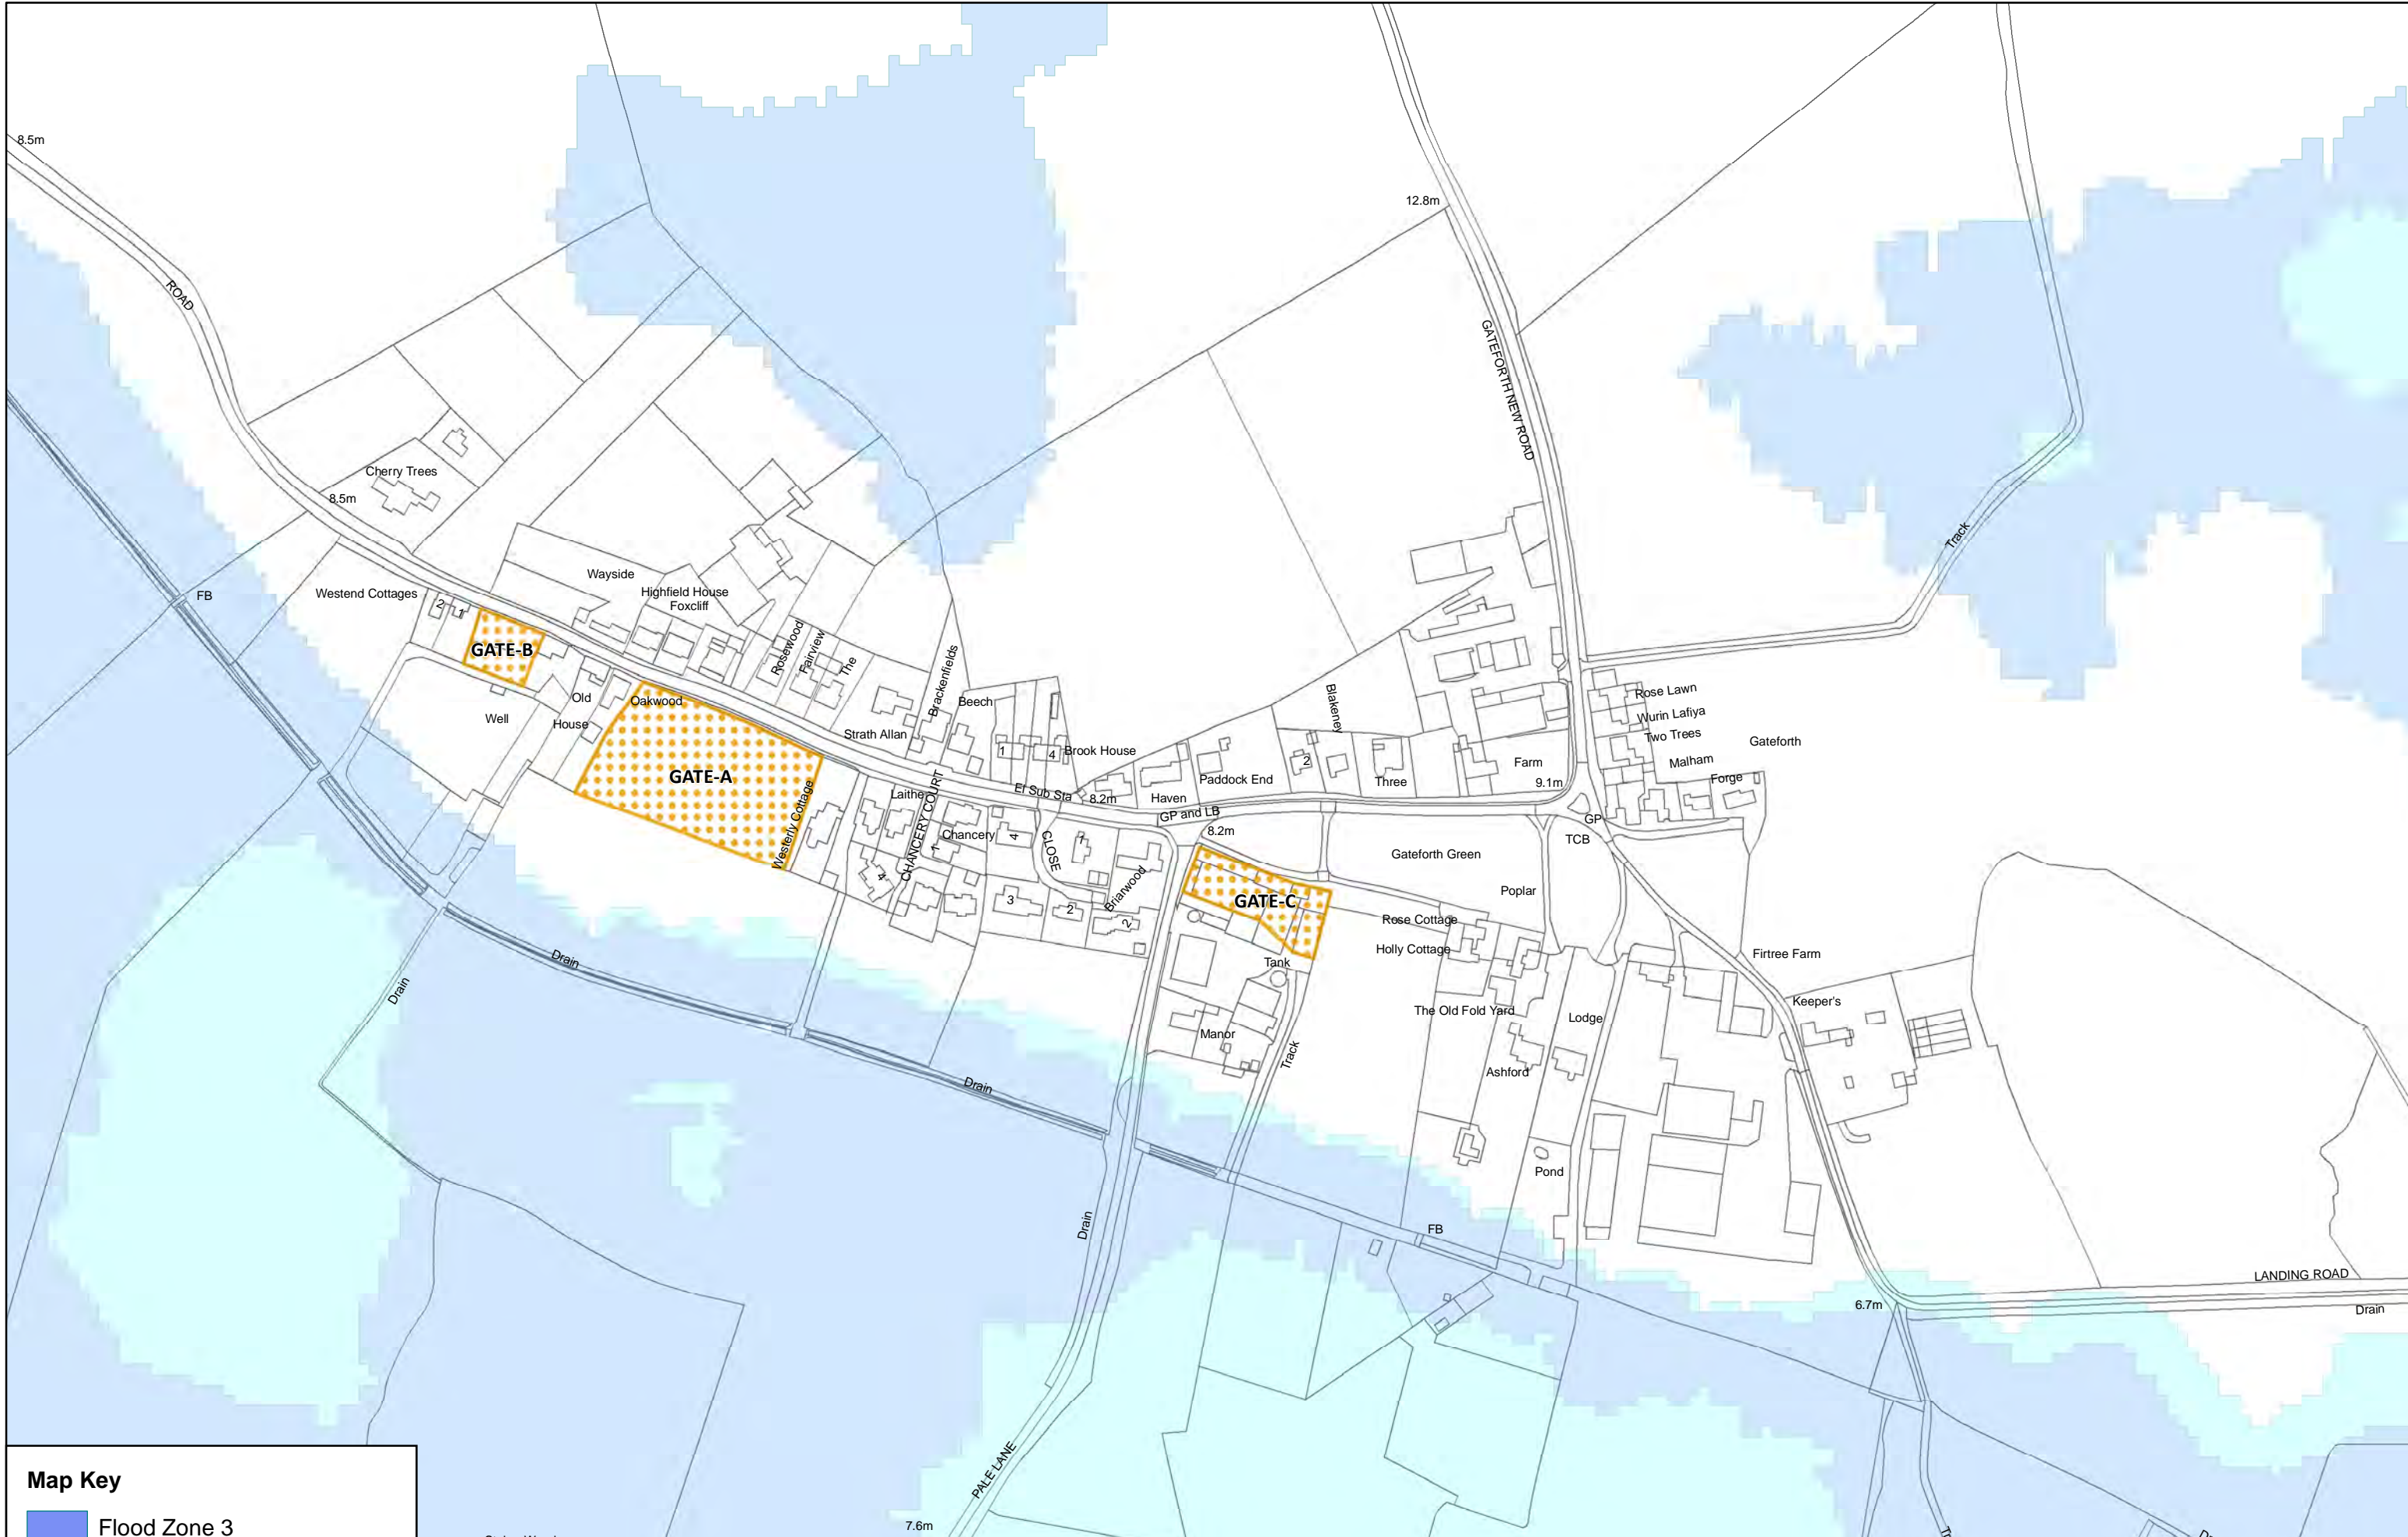 8.5m
12.8m
ROAD
GATEFORTH NEW ROAD
Cherry Trees
8.5m
Track
Wayside
Highfield House
Foxcliff
FB
Westend Cottages
2
1
GATE-B
Rosewood
Fairview
The
Brackenfields
Blakeney
Rose Lawn
Wurin Lafiya
Two Trees
Gateforth
Malham
Forge
Old
Oakwood
Beech
Well
House
Strath Allan
1
4
Brook House
2
Farm
GATE-A
Paddock End
Three
9.1m
Westerly Cottage
Laithe
CHANCERY COURT
El Sub Sta
8.2m
Haven
GP and LB
GP
8.2m
TCB
Chancery
4
CLOSE
1
1
Gateforth Green
4
Briarwood
Poplar
3
2
2
GATE-C
Rose Cottage
Holly Cottage
Firtree Farm
Drain
Drain
Tank
Keeper's
The Old Fold Yard
Lodge
Manor
Track
Ashford
Drain
Pond
Drain
FB
LANDING ROAD
6.7m
Drain
PALE LANE
7.6m
Map Key
Flood Zone 3